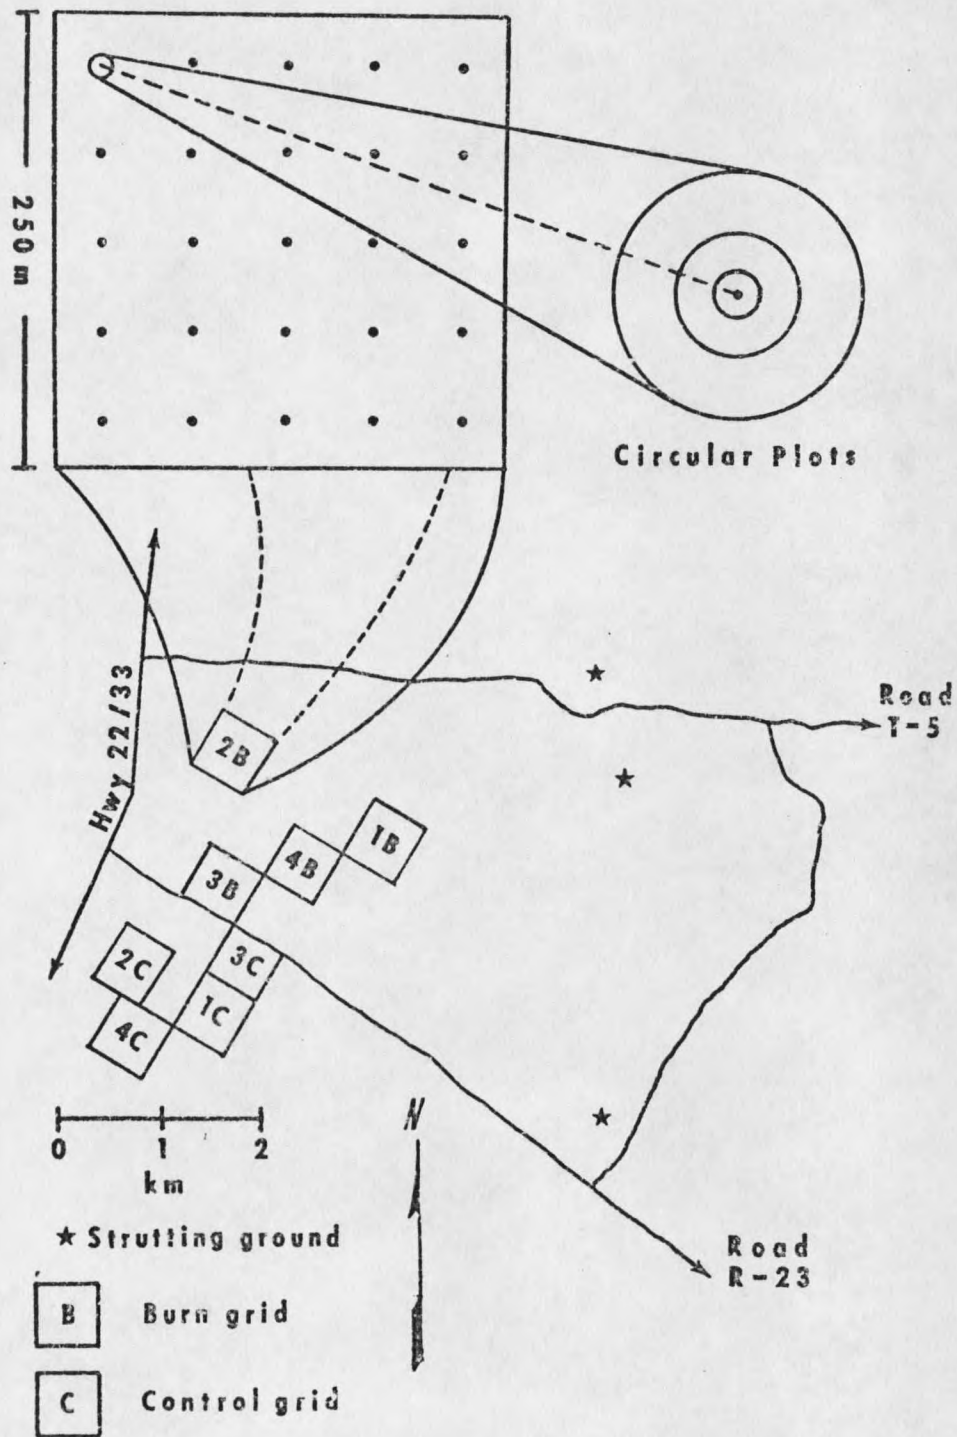 250 m
Circular Plots
Hwy 22/33
Road
T-5
2B
1B
4B
3B
2C
3C
1C
4C
0 1 2
km
N
Strutting ground
B Burn grid
C Control grid
Road
R-23